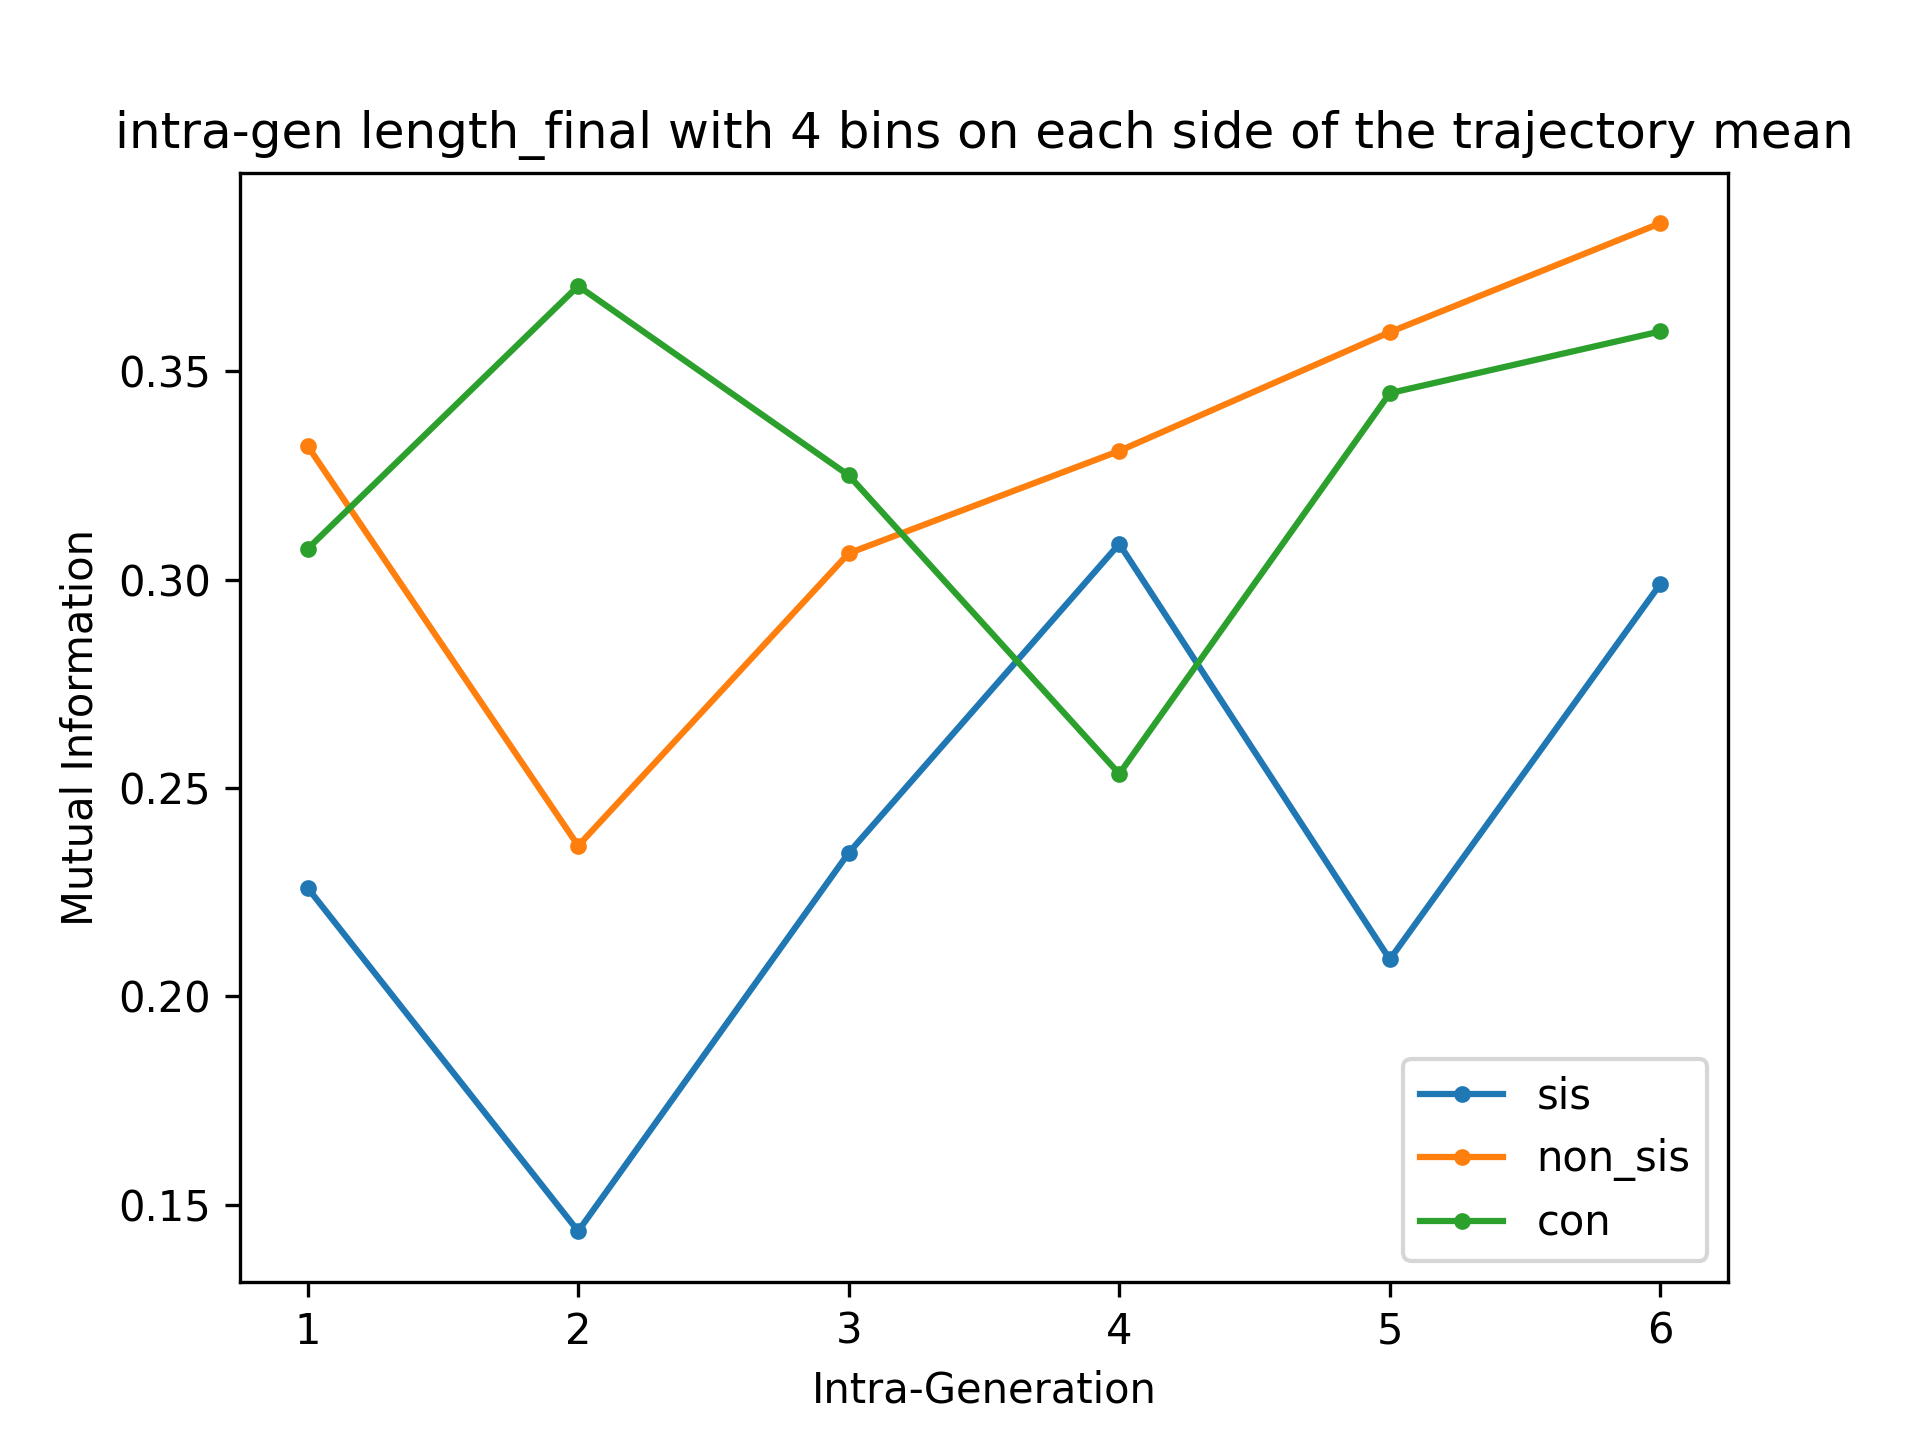 intra-gen length_final with 4 bins on each side of the trajectory mean
Mutual Information
0.35
0.30
0.25
0.20
0.15
1 2 3 4 5 6
Intra-Generation
sis
non_sis
con